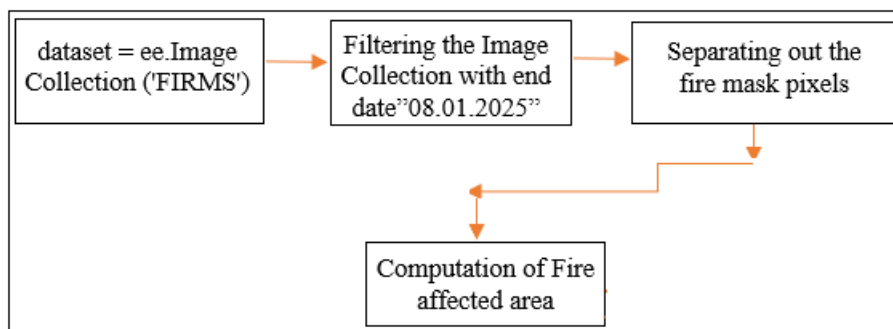 dataset = ee.Image
Collection ('FIRMS')
Filtering the Image
Collection with end
date”08.01.2025”
Separating out the
fire mask pixels
Computation of Fire
affected area